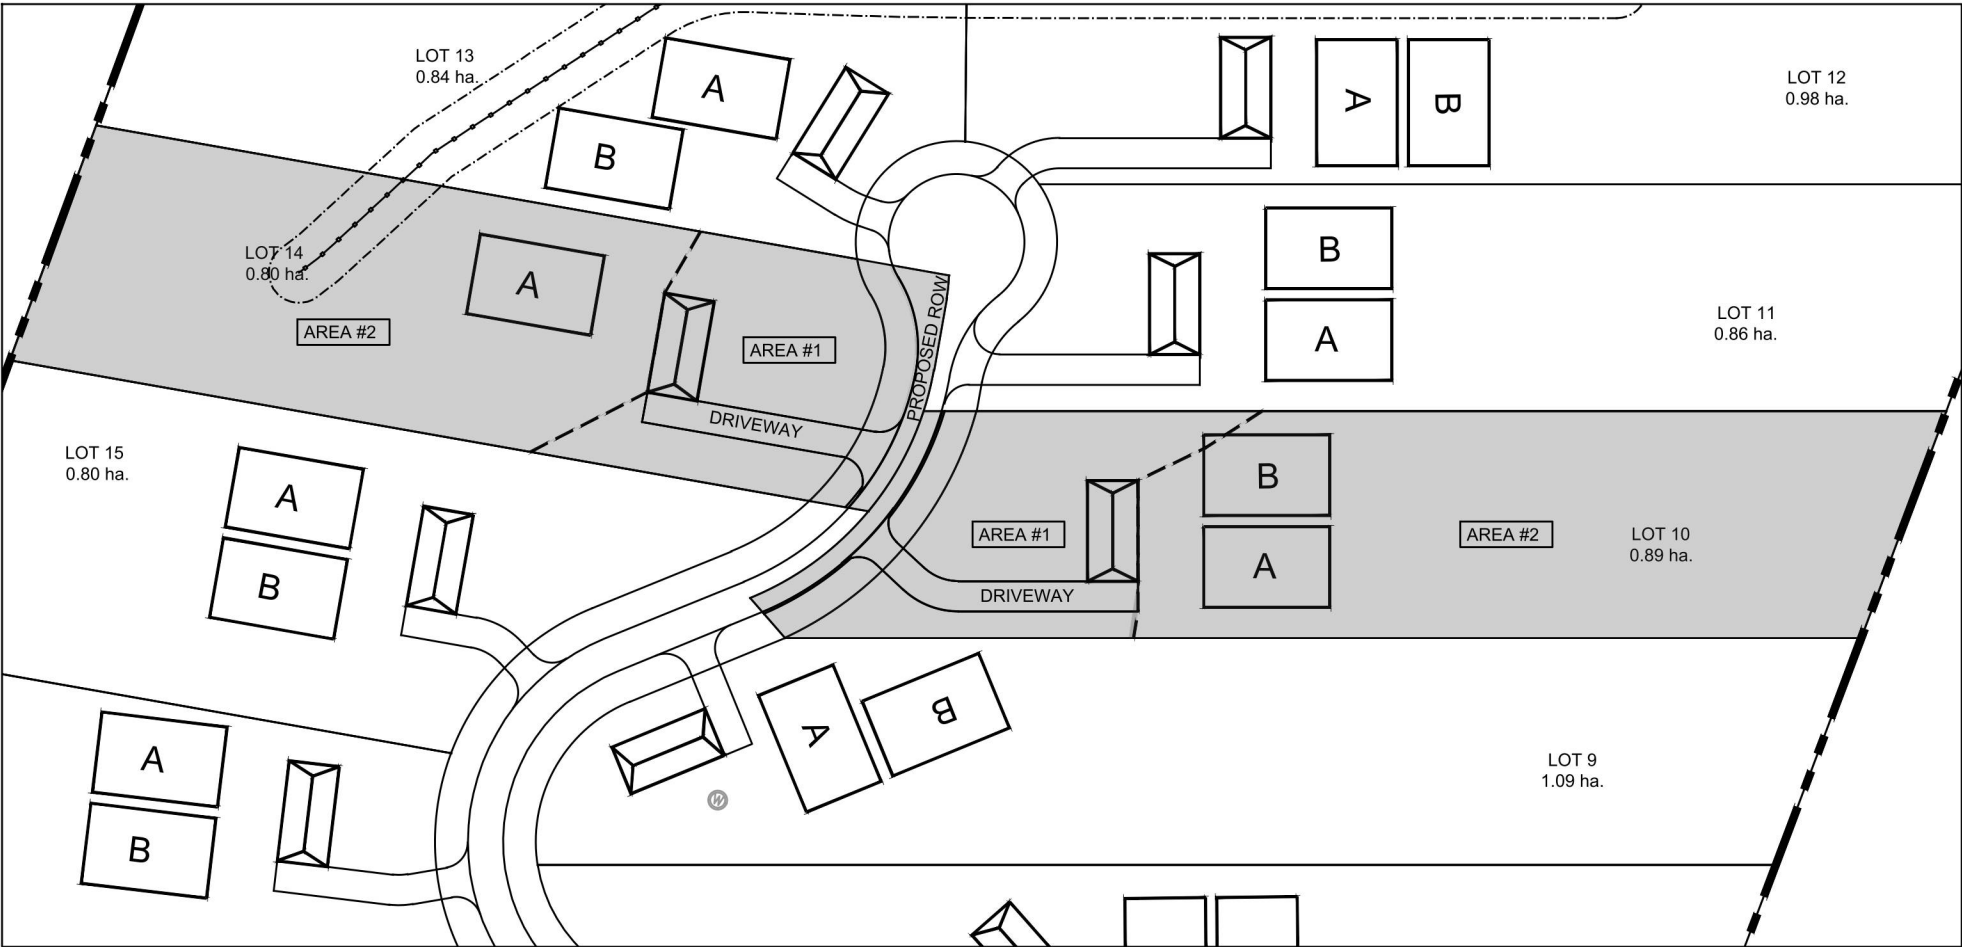 LOT 13
0.84 ha.
A
B
A
B
LOT 12
0.98 ha.
LOT 14
0.80 ha.
A
AREA #2
AREA #1
PROPOSED ROW
DRIVEWAY
B
A
LOT 11
0.86 ha.
LOT 15
0.80 ha.
A
B
AREA #1
DRIVEWAY
B
A
AREA #2
LOT 10
0.89 ha.
A
B
A
B
W
LOT 9
1.09 ha.